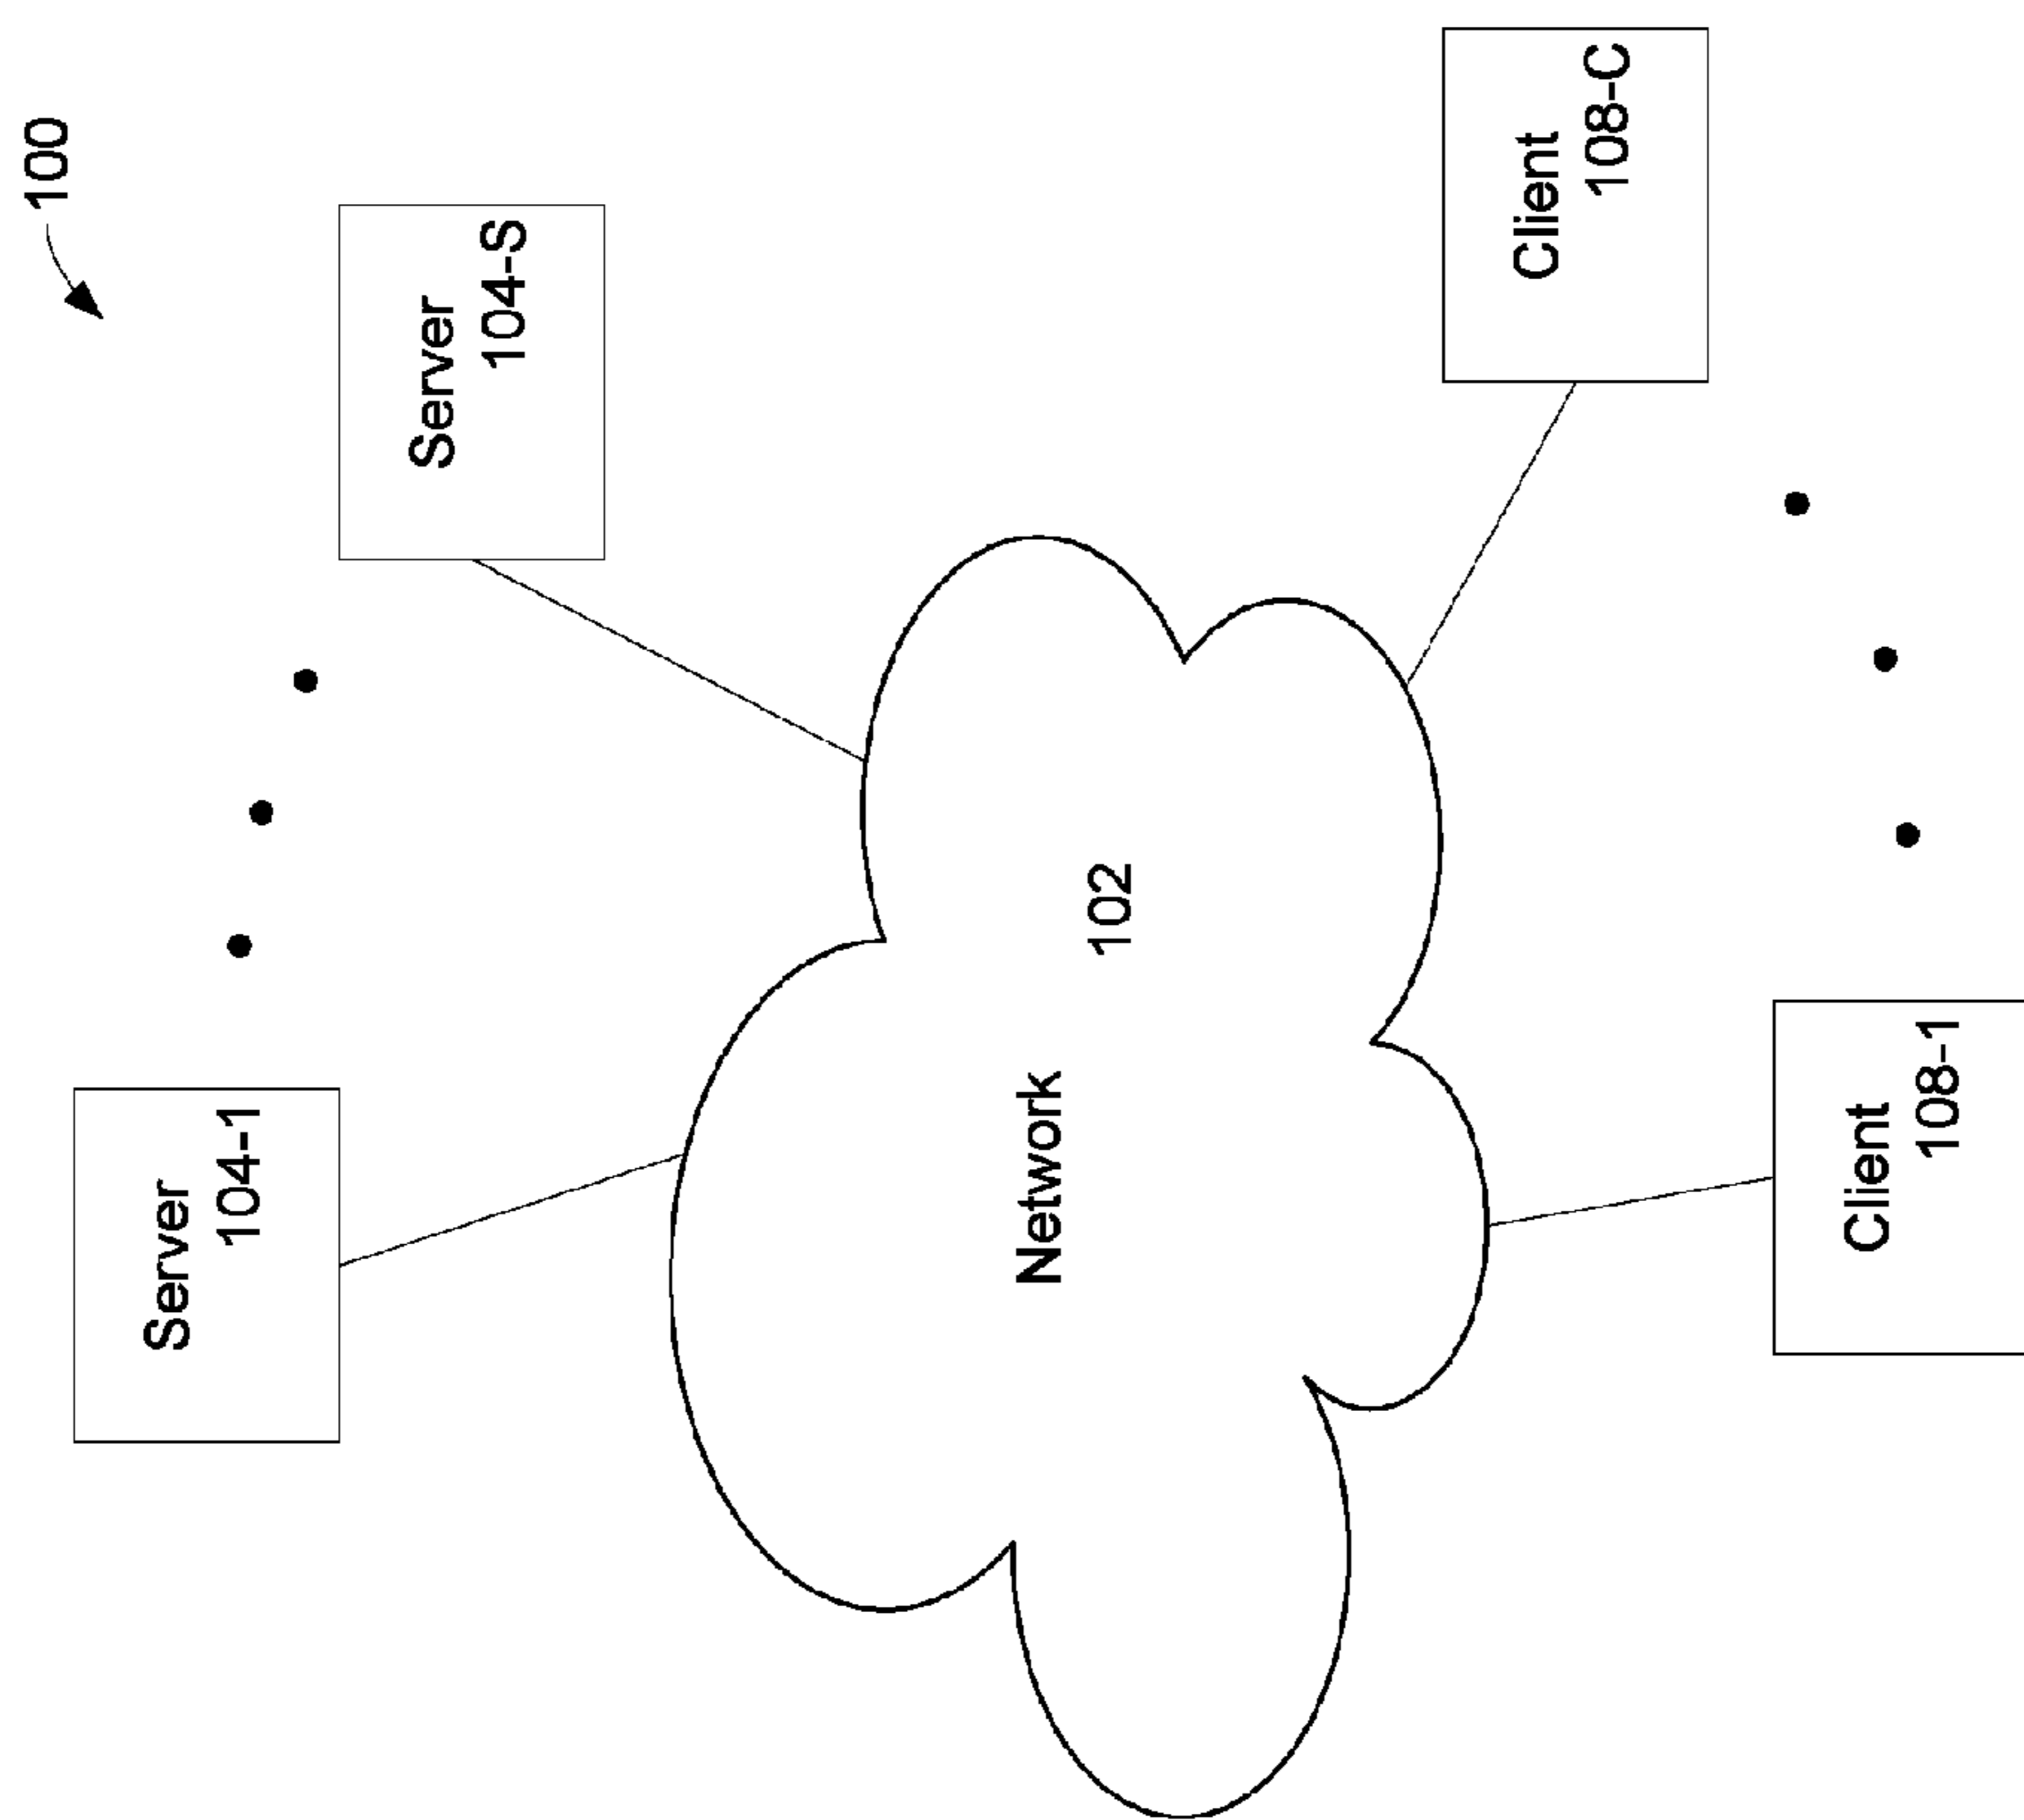 100
Server
104-1
Server
104-S
Network
102
Client
108-1
Client
108-C